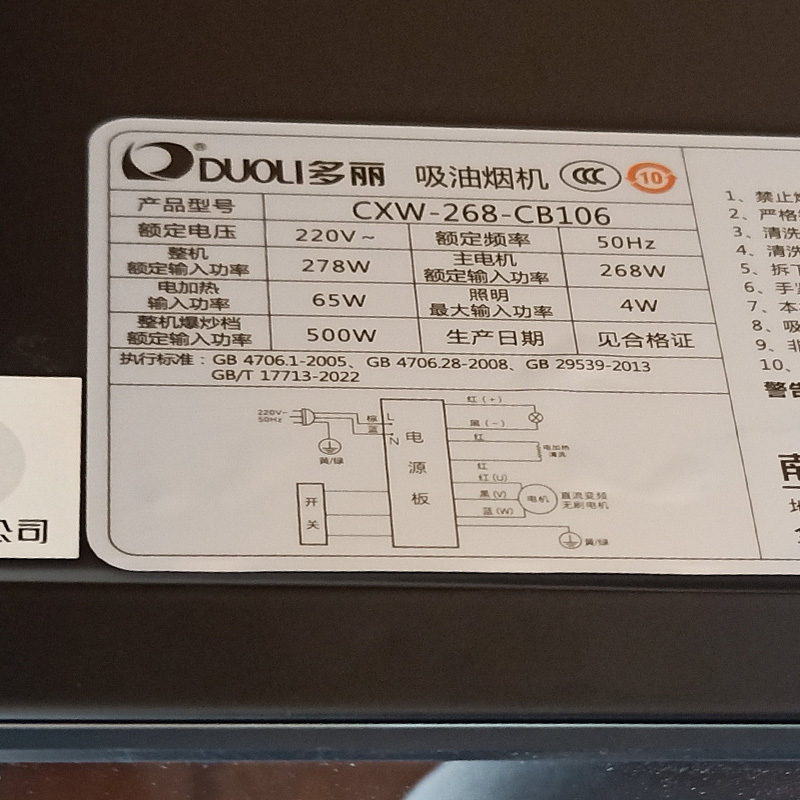 DUOLI多丽® 吸油烟机 CCC 10
产品型号 CXW-268-CB106
额定电压 220V~ 额定频率 50Hz
整机额定输入功率 278W 主电机额定输入功率 268W
电加热输入功率 65W 照明最大输入功率 4W
整机爆炒档额定输入功率 500W 生产日期 见合格证
执行标准：GB 4706.1-2005、GB 4706.28-2008、GB 29539-2013
GB/T 17713-2022
220V~
50Hz
棕 L
蓝 N
黄/绿
电源板
开关
红(+)
黑(-)
红
电加热
清洗
红
红(U)
黑(V)
蓝(W)
电机
直流变频
无刷电机
黄/绿
1、禁止
2、严格
3、清洗
4、清洗
5、拆下
6、手
7、本
8、吸
9、非
10、
警告
南
公司